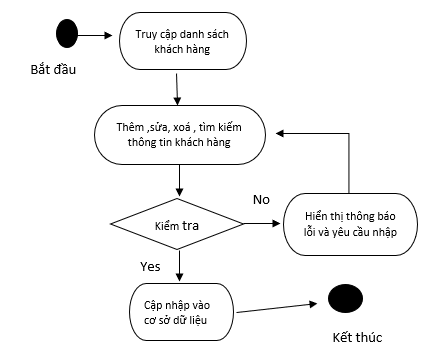 Truy cập danh sách
khách hàng
Bắt đầu
Thêm ,sửa, xoá , tìm kiếm
thông tin khách hàng
No
Kiểm tra
Hiển thị thông báo
lỗi và yêu cầu nhập
Yes
Cập nhập vào
cơ sở dữ liệu
Kết thúc